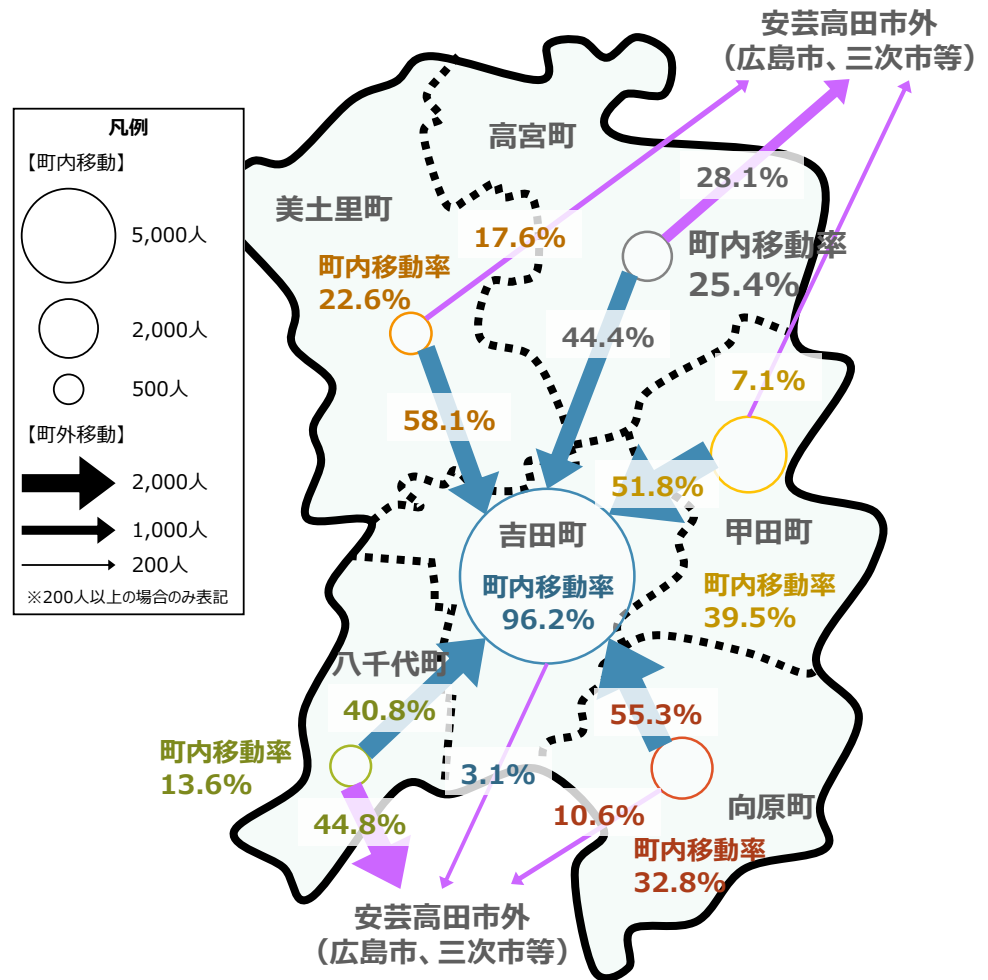 安芸高田市外
（広島市、三次市等）
凡例
【町内移動】
5,000人
2,000人
500人
【町外移動】
2,000人
1,000人
200人
※200人以上の場合のみ表記
高宮町
28.1%
美土里町
17.6%
町内移動率
25.4%
町内移動率
22.6%
44.4%
7.1%
58.1%
51.8%
吉田町
甲田町
町内移動率
96.2%
町内移動率
39.5%
八千代町
40.8%
55.3%
町内移動率
13.6%
3.1%
44.8%
10.6%
向原町
町内移動率
32.8%
安芸高田市外
（広島市、三次市等）